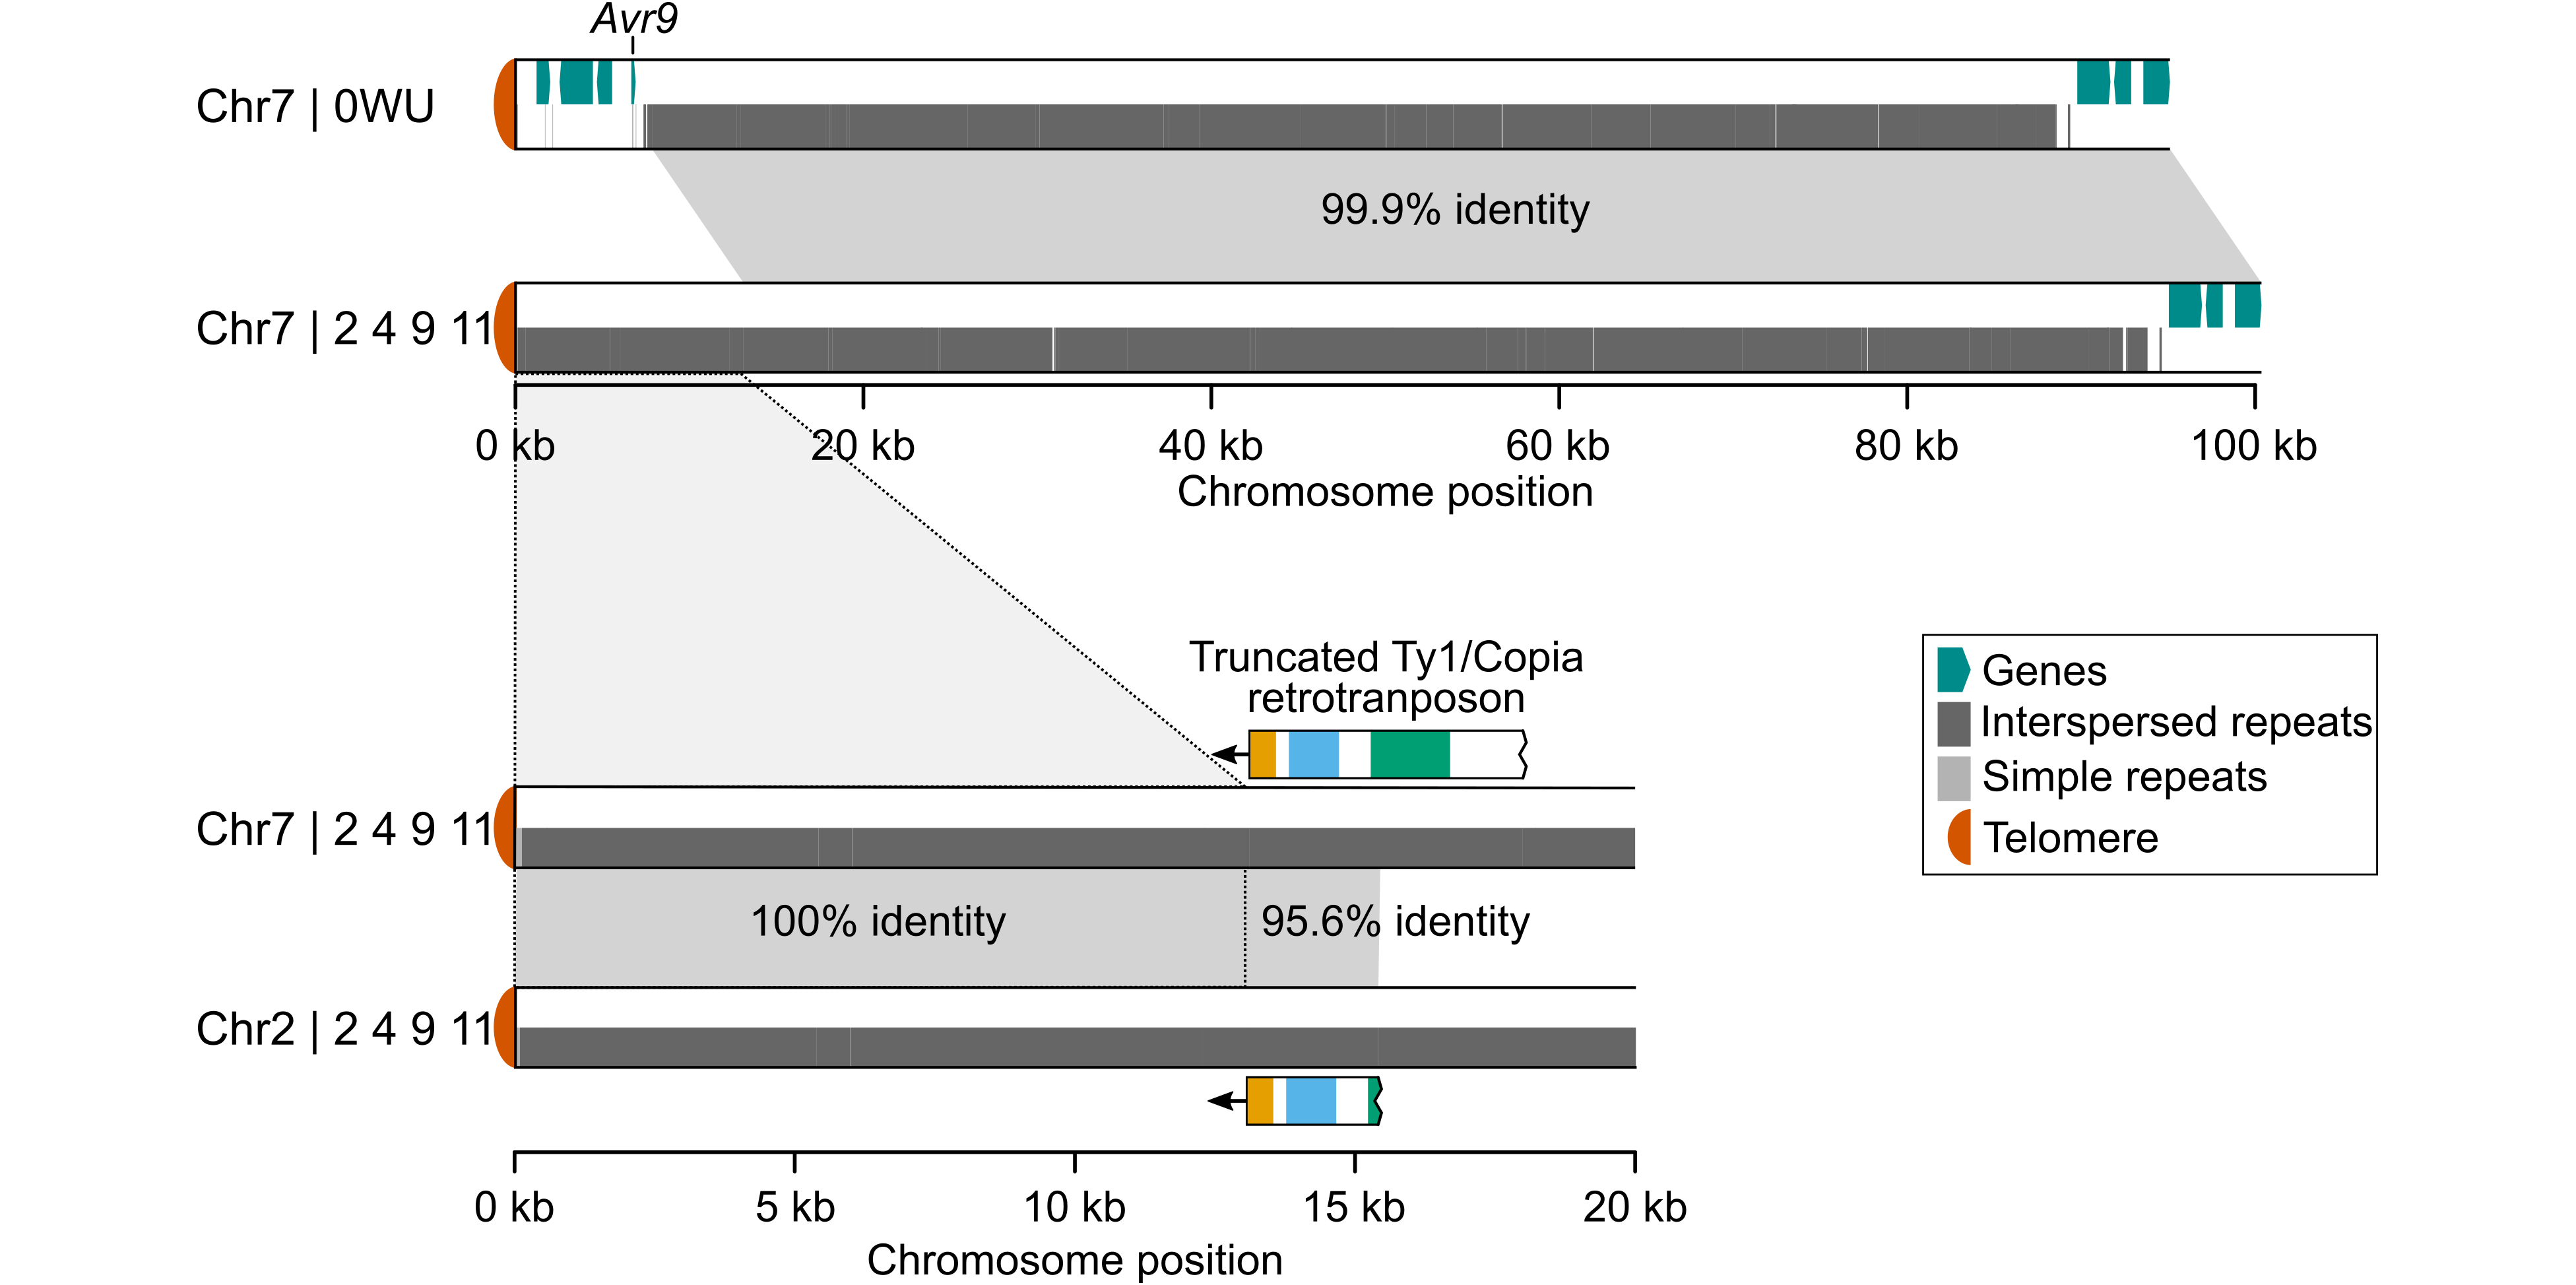 Avr9
Chr7 | 0WU
99.9% identity
Chr7 | 2 4 9 11
0 kb 20 kb 40 kb 60 kb 80 kb 100 kb
Chromosome position
Truncated Ty1/Copia
retrotranposon
Genes
Interspersed repeats
Simple repeats
Telomere
Chr7 | 2 4 9 11
100% identity 95.6% identity
Chr2 | 2 4 9 11
0 kb 5 kb 10 kb 15 kb 20 kb
Chromosome position